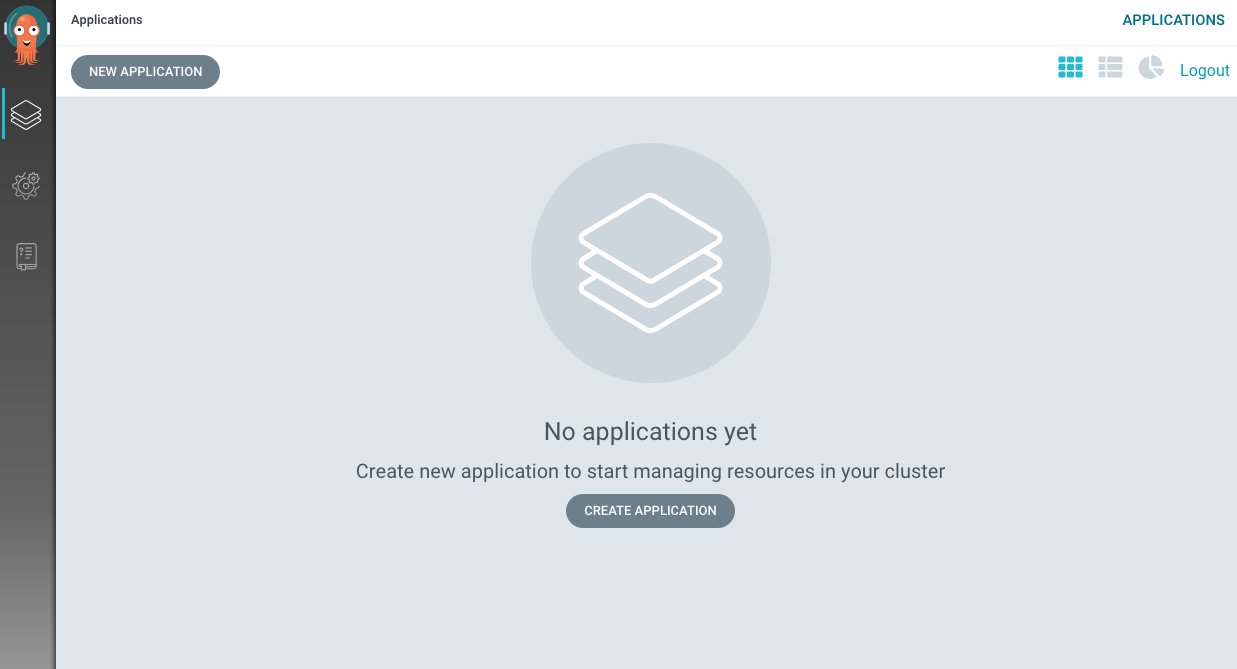 Applications
APPLICATIONS
NEW APPLICATION
Logout
No applications yet
Create new application to start managing resources in your cluster
CREATE APPLICATION